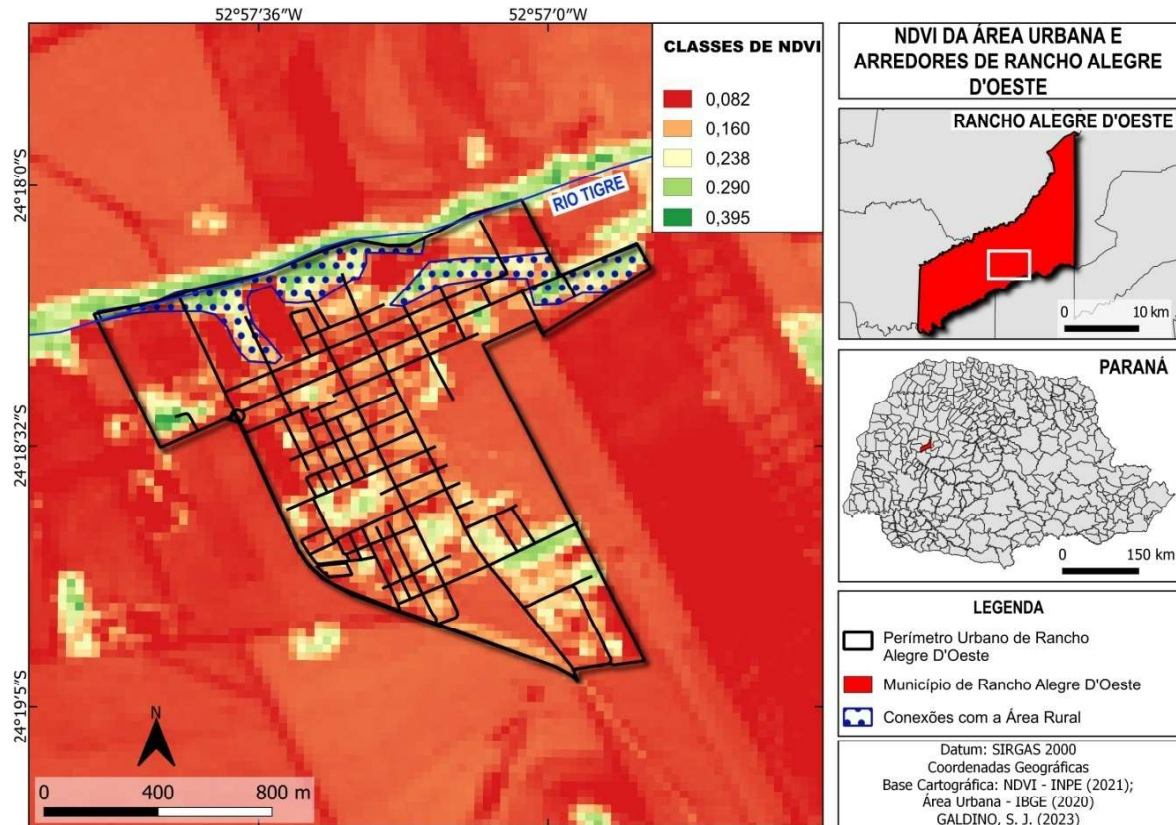 52°57'36"W
52°57'0"W
24°18'0"S
24°18'32"S
24°19'5"S
CLASSES DE NDVI
0,082
0,160
0,238
0.290
0,395
RIO TIGRE
N
0 400 800 m
NDVI DA ÁREA URBANA E
ARREDORES DE RANCHO ALEGRE
D'OESTE
RANCHO ALEGRE D'OESTE
0 10 km
PARANÁ
0 150 km
LEGENDA
Perímetro Urbano de Rancho
Alegre D'Oeste
Município de Rancho Alegre D'Oeste
Conexões com a Área Rural
Datum: SIRGAS 2000
Coordenadas Geográficas
Base Cartográfica: NDVI - INPE (2021);
Área Urbana - IBGE (2020)
GALDINO, S. J. (2023)